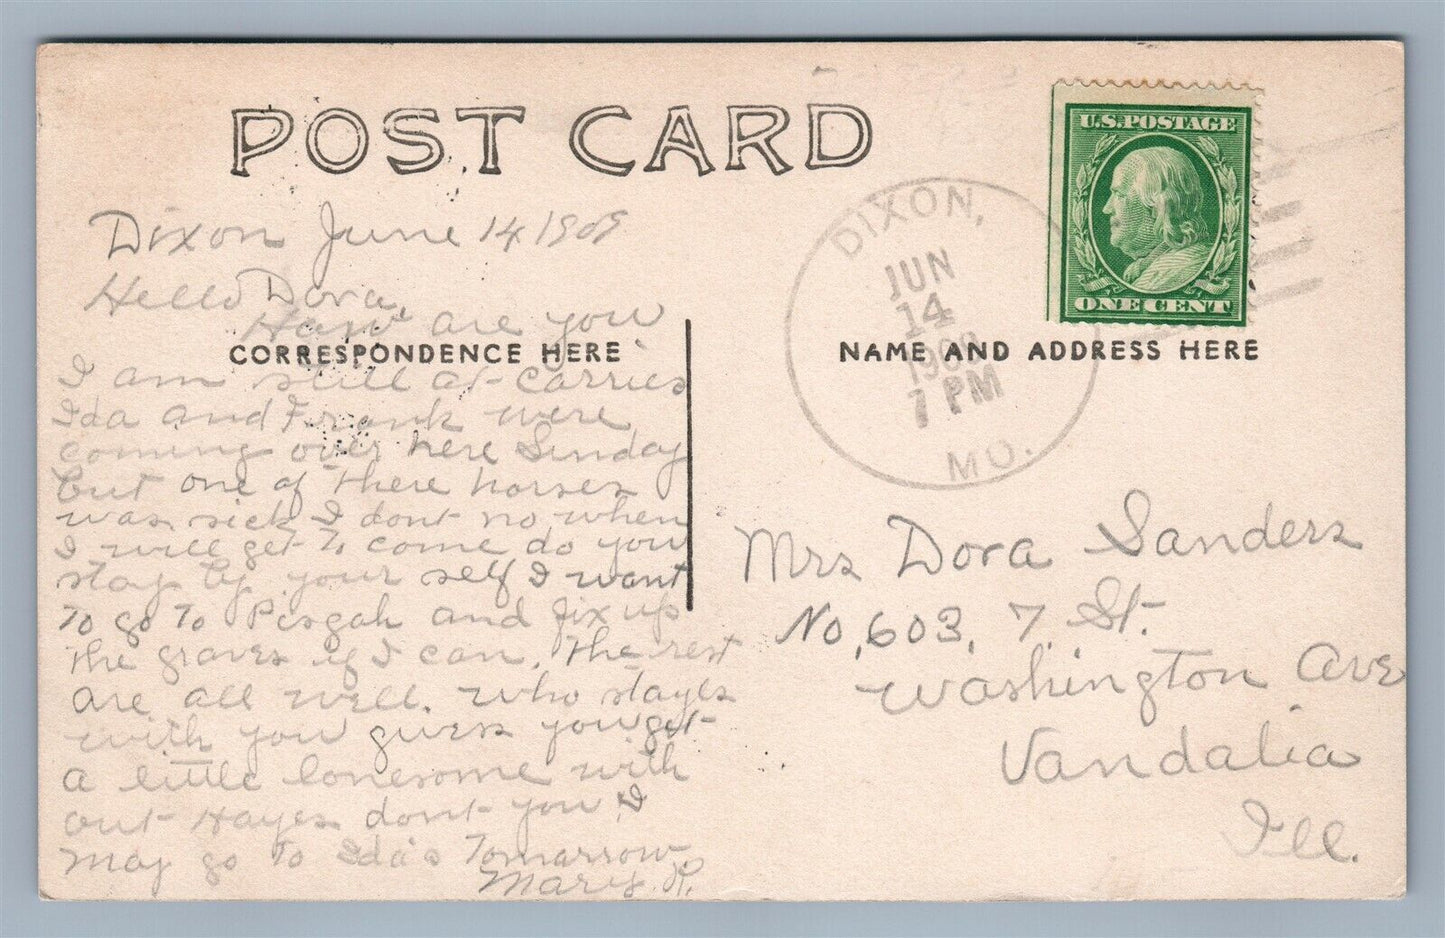 POST CARD
U.S. POSTAGE
ONE CENT
DIXON,
JUN
14
1909
7 PM
MO.
Dixon June 14 1909
Hello Dora,
How are you
CORRESPONDENCE HERE
I am still at Carries
Ida and Frank were
coming over here Sunday
but one of there horses
was sick I dont no when
I will get to come do you
stay by your self I want
to go to Pisgah and fix up
the graves if I can. The rest
are all well. who stayes
with you guess you get
a little lonesome with
out Hayes dont you I
may go to Ida's Tomarrow
Mary. R.
NAME AND ADDRESS HERE
Mrs Dora Sanders
No, 603, 7 St.
Washington Ave
Vandalia
Ill.